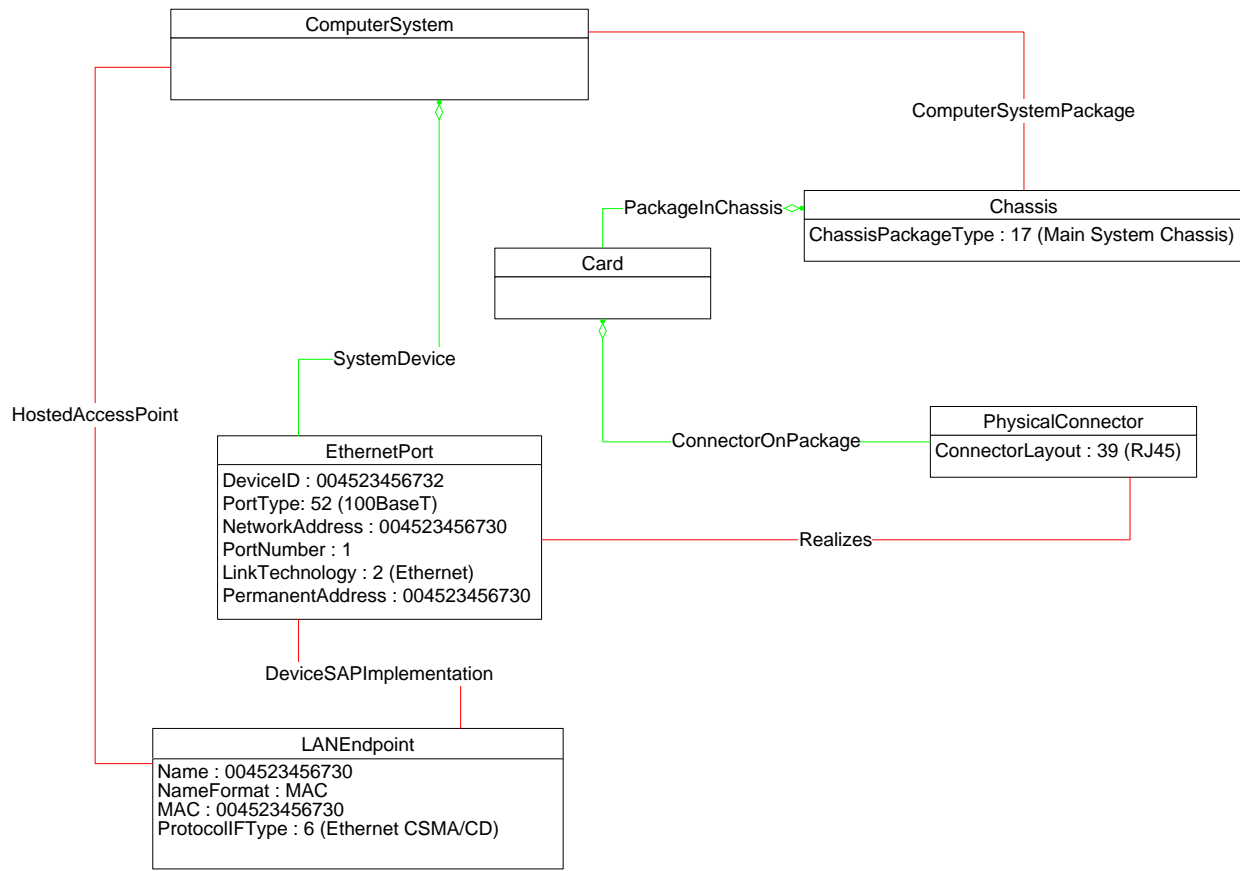 ComputerSystem
ComputerSystemPackage
Chassis
ChassisPackageType : 17 (Main System Chassis)
PackageInChassis
Card
SystemDevice
HostedAccessPoint
PhysicalConnector
ConnectorLayout : 39 (RJ45)
ConnectorOnPackage
EthernetPort
DeviceID : 004523456732
PortType: 52 (100BaseT)
NetworkAddress : 004523456730
PortNumber : 1
LinkTechnology : 2 (Ethernet)
PermanentAddress : 004523456730
Realizes
DeviceSAPImplementation
LANEndpoint
Name : 004523456730
NameFormat : MAC
MAC : 004523456730
ProtocolIFType : 6 (Ethernet CSMA/CD)